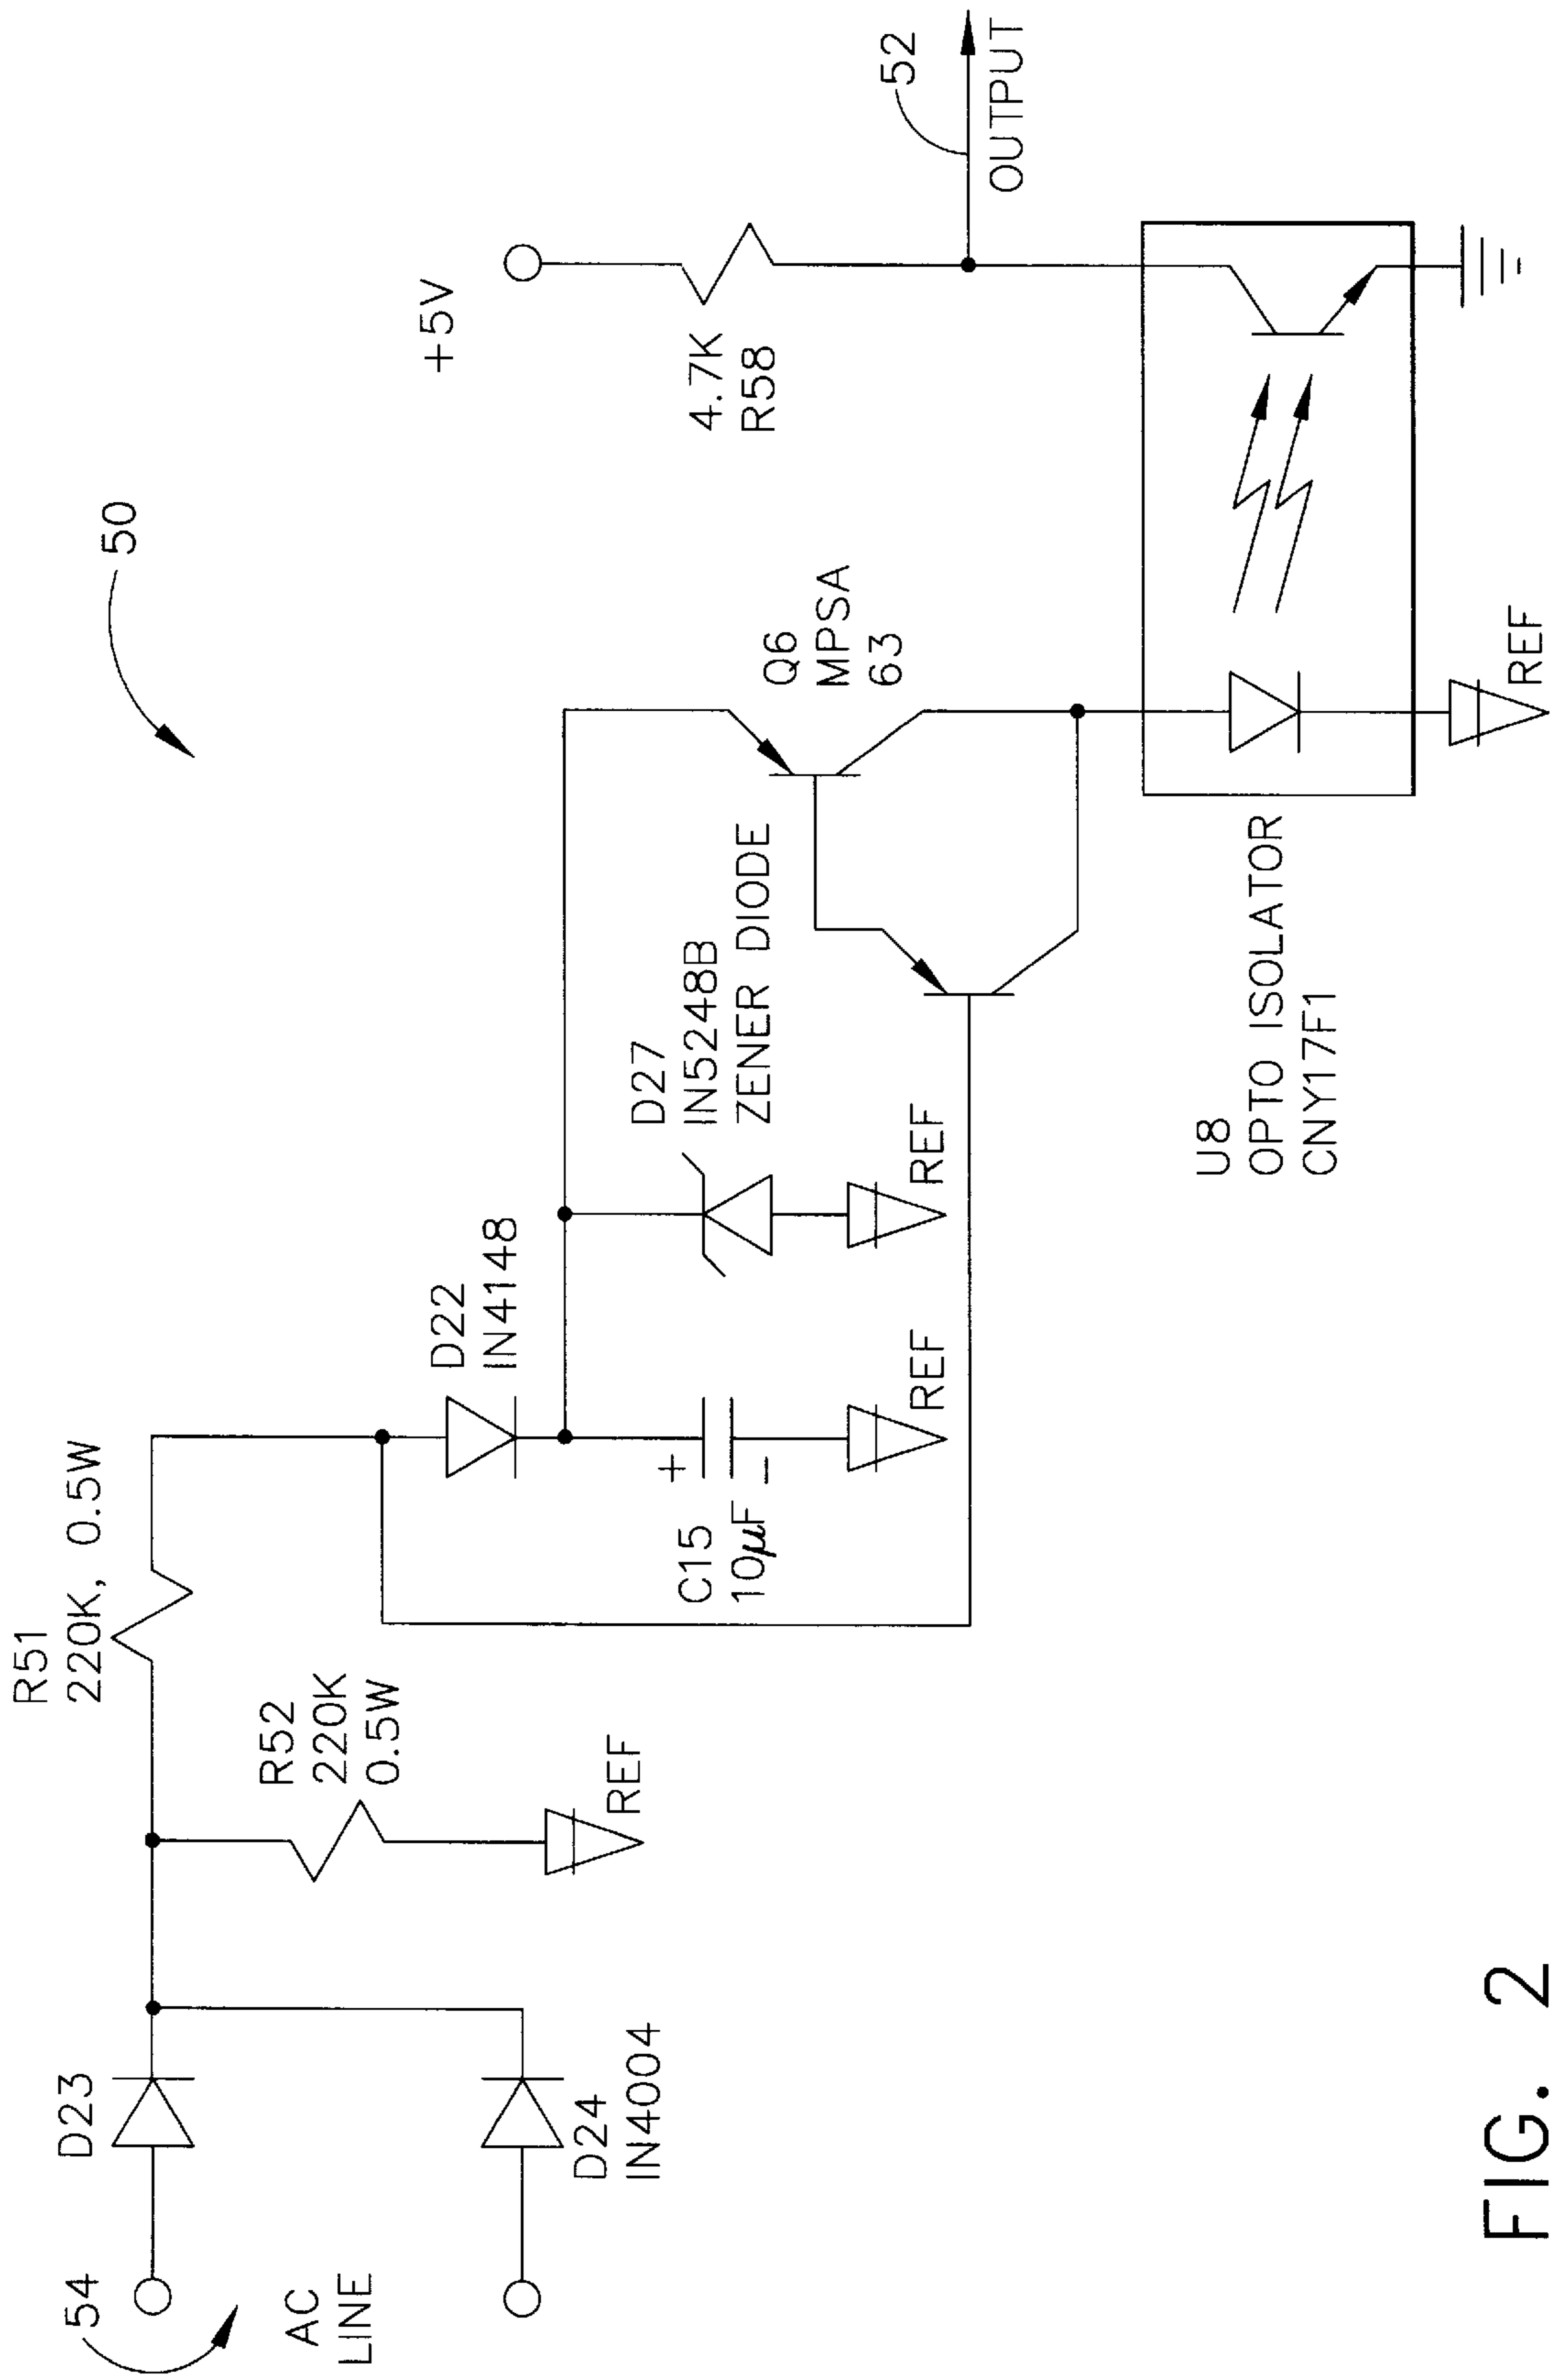 50
54
AC
LINE
D23
D24
IN4004
R52
220K
0.5W
REF
R51
220K, 0.5W
D22
IN4148
C15
+
10µF
−
REF
D27
IN5248B
ZENER DIODE
REF
Q6
MPSA
63
+5V
4.7K
R58
52
OUTPUT
U8
OPTO ISOLATOR
CNY17F1
REF
FIG. 2